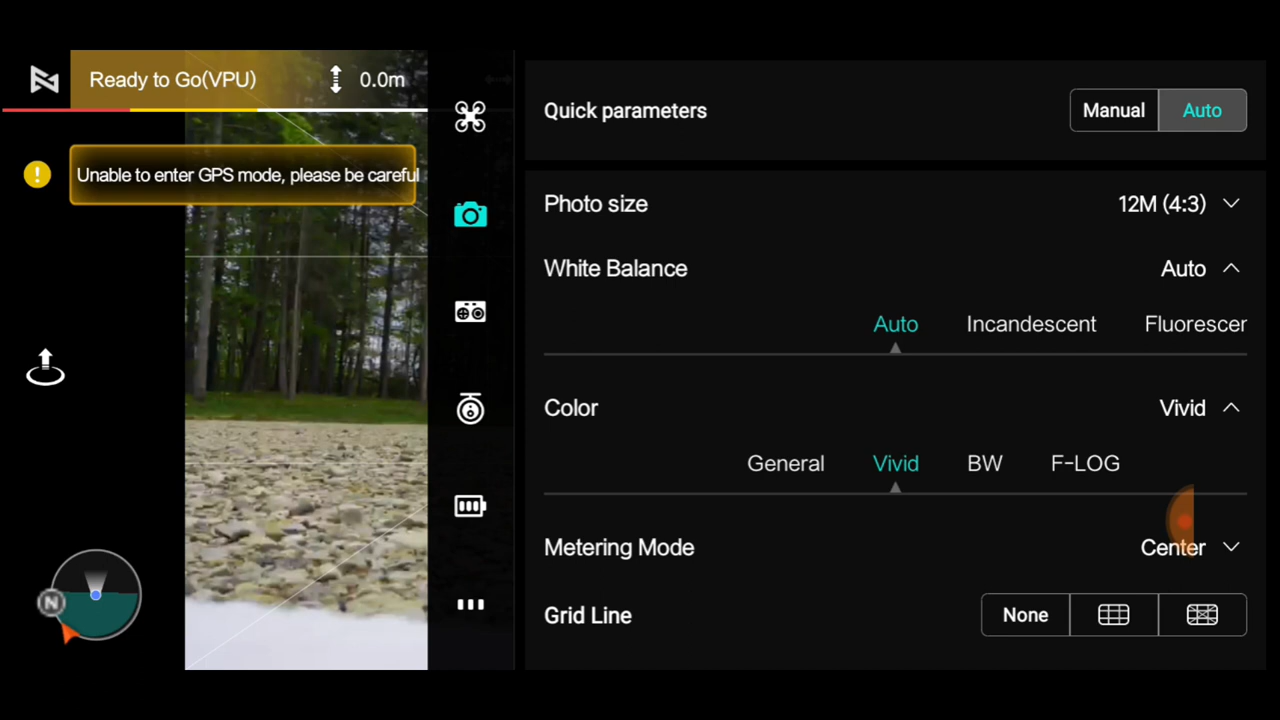 Ready to Go(VPU) 0.0m
Unable to enter GPS mode, please be careful
N
Quick parameters Manual Auto
Photo size 12M (4:3)
White Balance Auto
Auto Incandescent Fluorescer
Color Vivid
General Vivid BW F-LOG
Metering Mode Center
Grid Line None